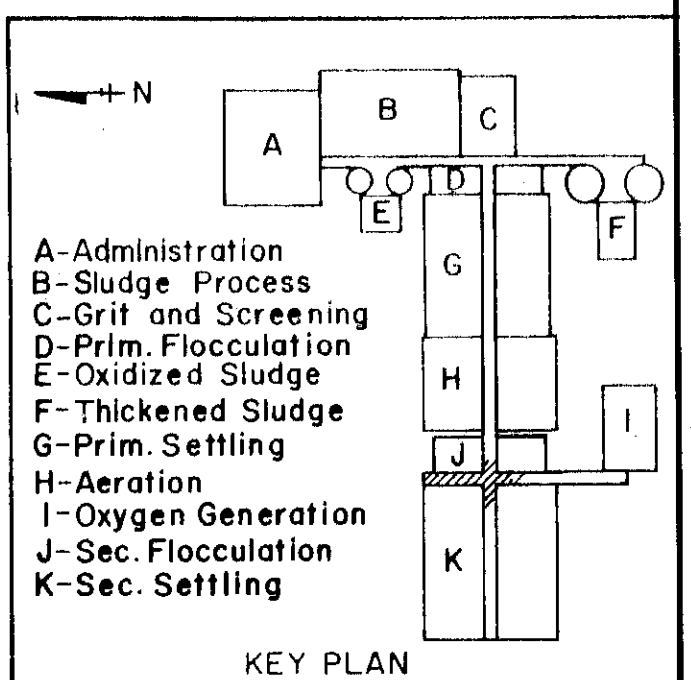 N
A
B
C
D
E
F
G
H
I
J
K
A-Administration
B-Sludge Process
C-Grit and Screening
D-Prim. Flocculation
E-Oxidized Sludge
F-Thickened Sludge
G-Prim. Settling
H-Aeration
I-Oxygen Generation
J-Sec. Flocculation
K-Sec. Settling
KEY PLAN